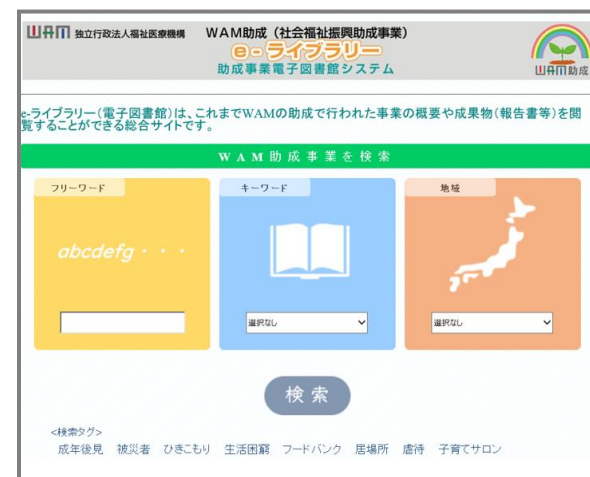 WAM 独立行政法人福祉医療機構
WAM助成（社会福祉振興助成事業）
e-ライブラリー
助成事業電子図書館システム
WAM助成
e-ライブラリー（電子図書館）は、これまでWAMの助成で行われた事業の概要や成果物（報告書等）を閲
覧することができる総合サイトです。
WAM助成事業を検索
フリーワード
キーワード
地域
abcdefg・・・
選択なし
選択なし
検索
<検索タグ>
成年後見 被災者 ひきこもり 生活困窮 フードバンク 居場所 虐待 子育てサロン